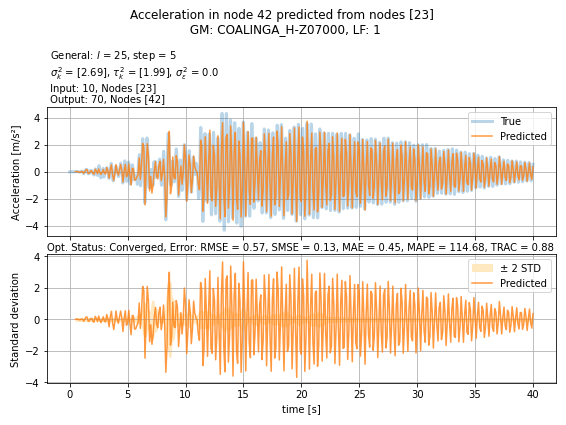 Acceleration in node 42 predicted from nodes [23]
GM: COALINGA_H-Z07000, LF: 1
General: l = 25, step = 5
σ²ₖ = [2.69], τ²ₖ = [1.99], σ²_ε = 0.0
Input: 10, Nodes [23]
Output: 70, Nodes [42]
Acceleration [m/s²]
4
2
0
−2
−4
True
Predicted
Opt. Status: Converged, Error: RMSE = 0.57, SMSE = 0.13, MAE = 0.45, MAPE = 114.68, TRAC = 0.88
Standard deviation
4
2
0
−2
−4
± 2 STD
Predicted
0 5 10 15 20 25 30 35 40
time [s]